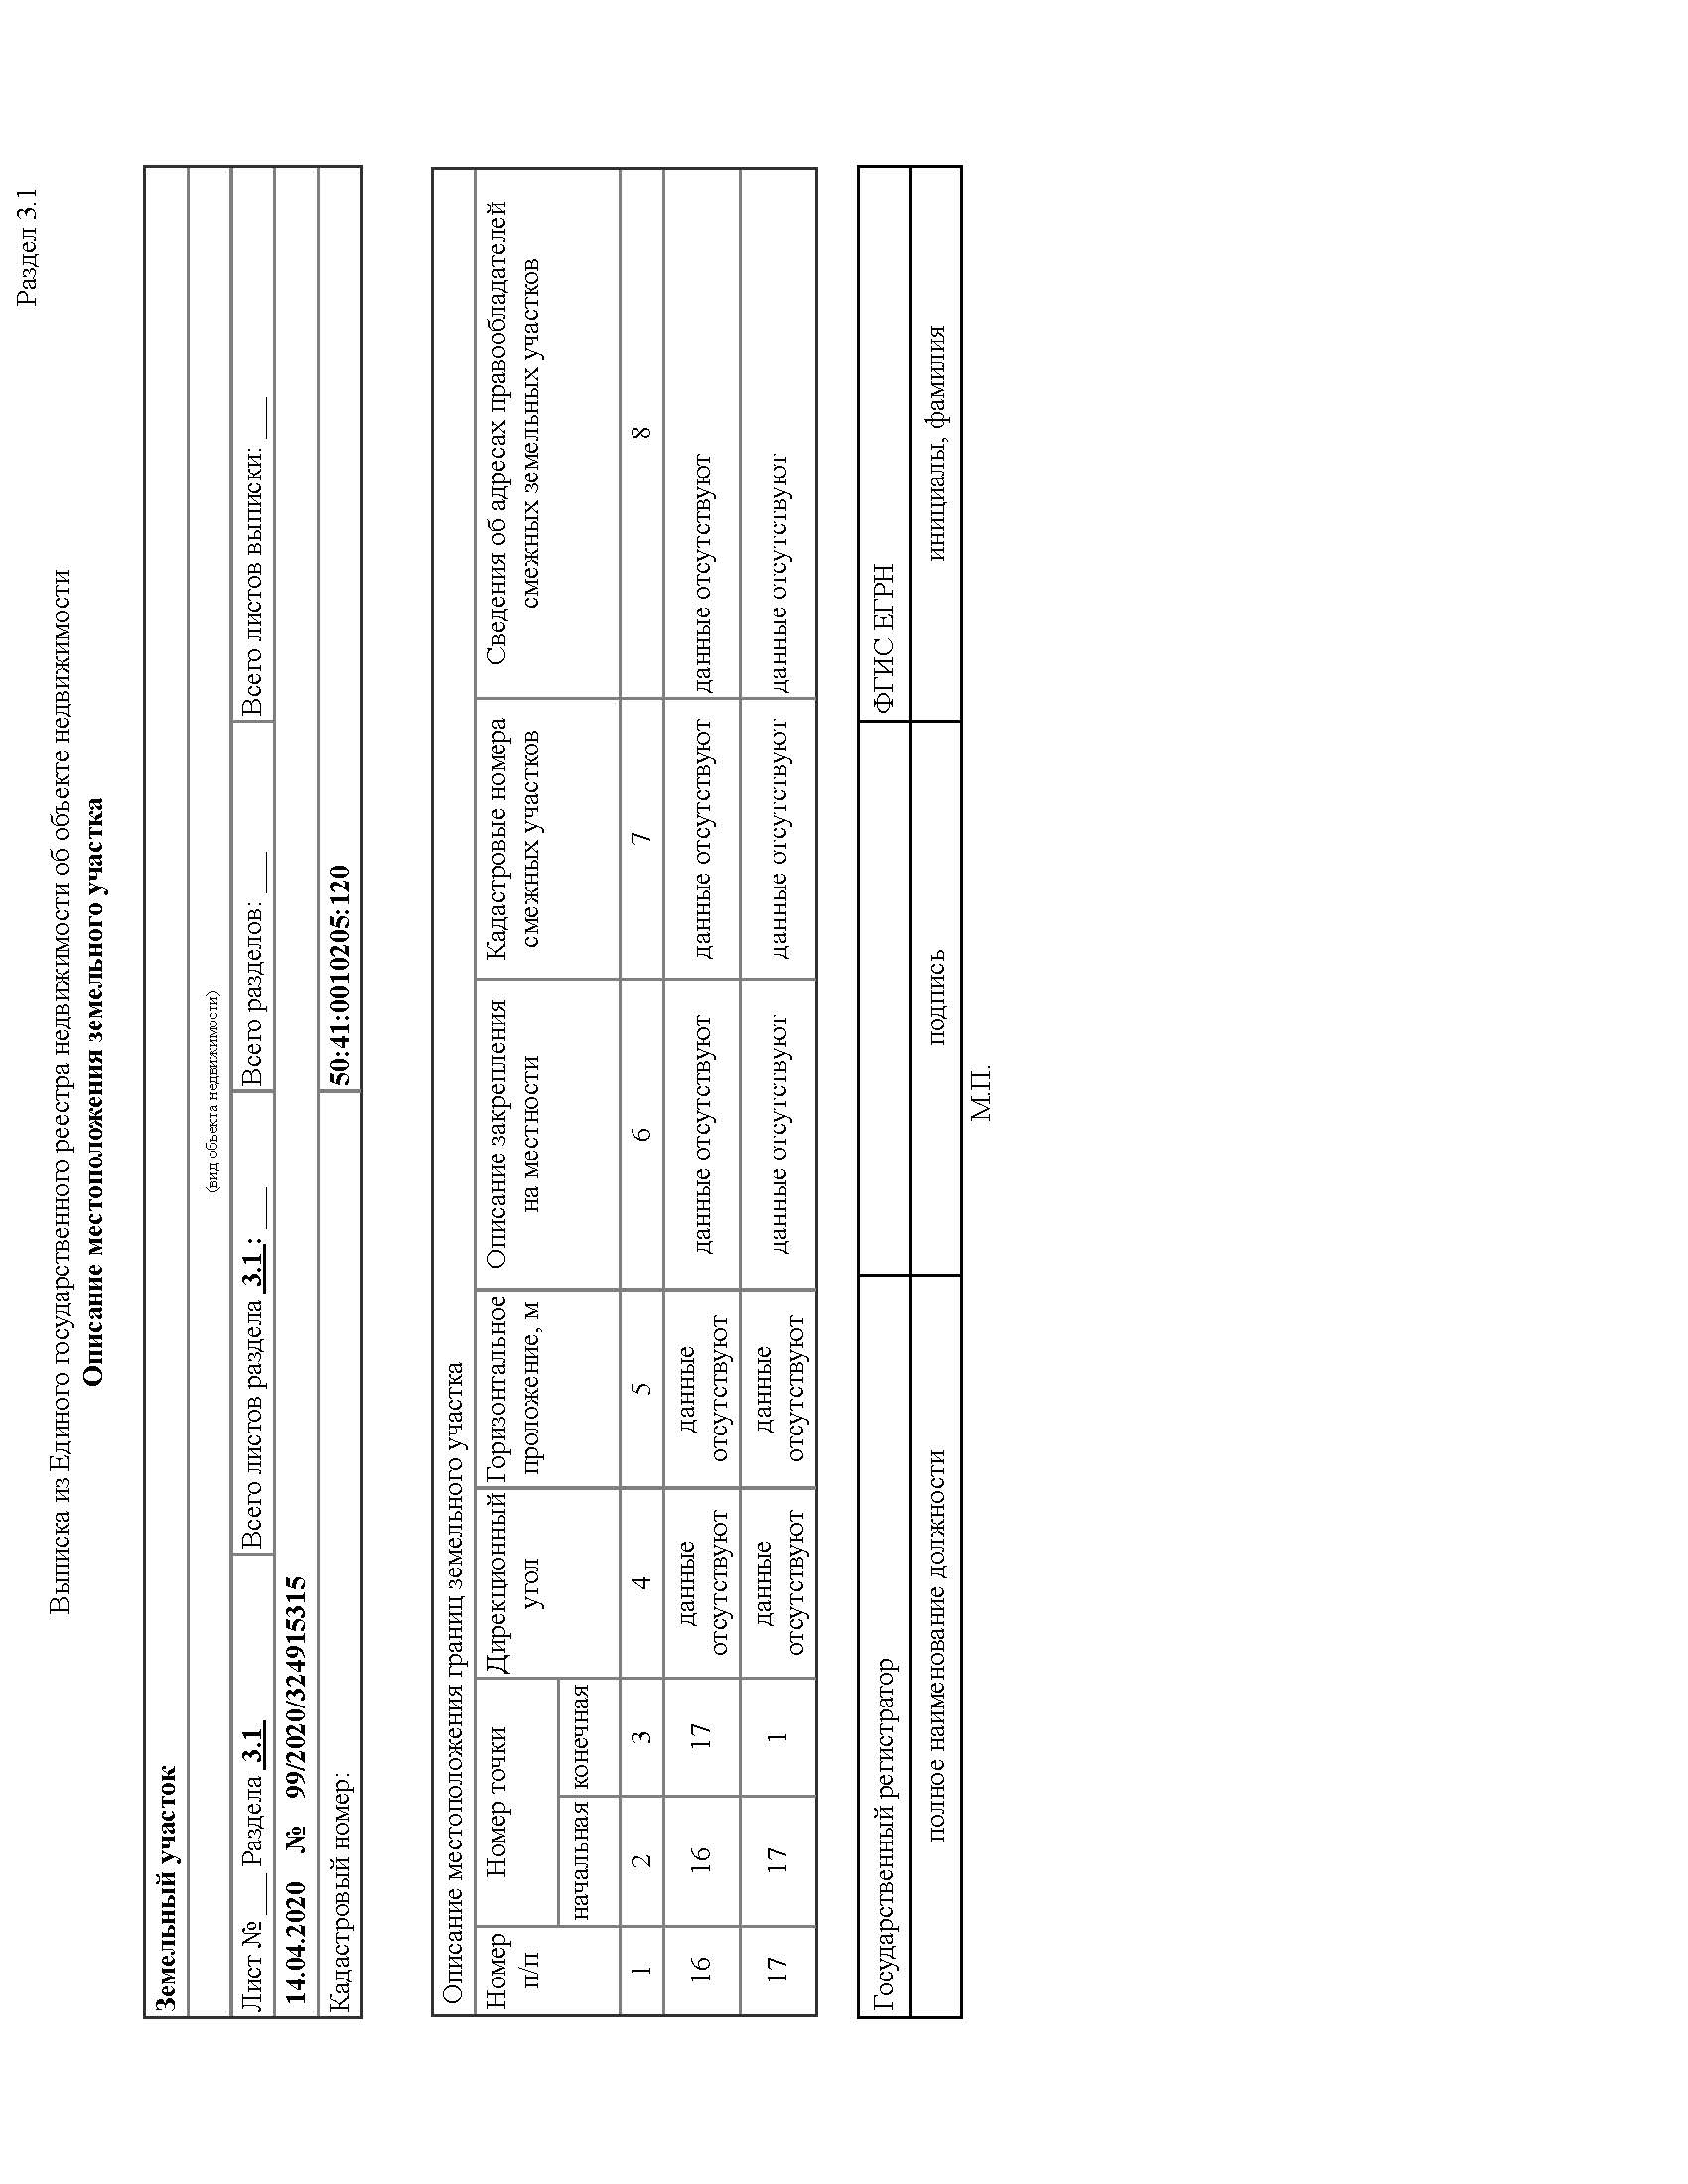 Раздел 3.1
Выписка из Единого государственного реестра недвижимости об объекте недвижимости
Описание местоположения земельного участка
Земельный участок
(вид объекта недвижимости)
Лист № ___ Раздела 3.1 Всего листов раздела 3.1 : ___ Всего разделов: ___ Всего листов выписки: ___
14.04.2020 № 99/2020/324915315
Кадастровый номер: 50:41:0010205:120
Описание местоположения границ земельного участка
Номер п/п
Номер точки
начальная
конечная
Дирекционный угол
Горизонтальное проложение, м
Описание закрепления на местности
Кадастровые номера смежных участков
Сведения об адресах правообладателей смежных земельных участков
1 2 3 4 5 6 7 8
16 16 17 данные отсутствуют данные отсутствуют данные отсутствуют данные отсутствуют данные отсутствуют
17 17 1 данные отсутствуют данные отсутствуют данные отсутствуют данные отсутствуют данные отсутствуют
Государственный регистратор ФГИС ЕГРН
полное наименование должности подпись инициалы, фамилия
М.П.